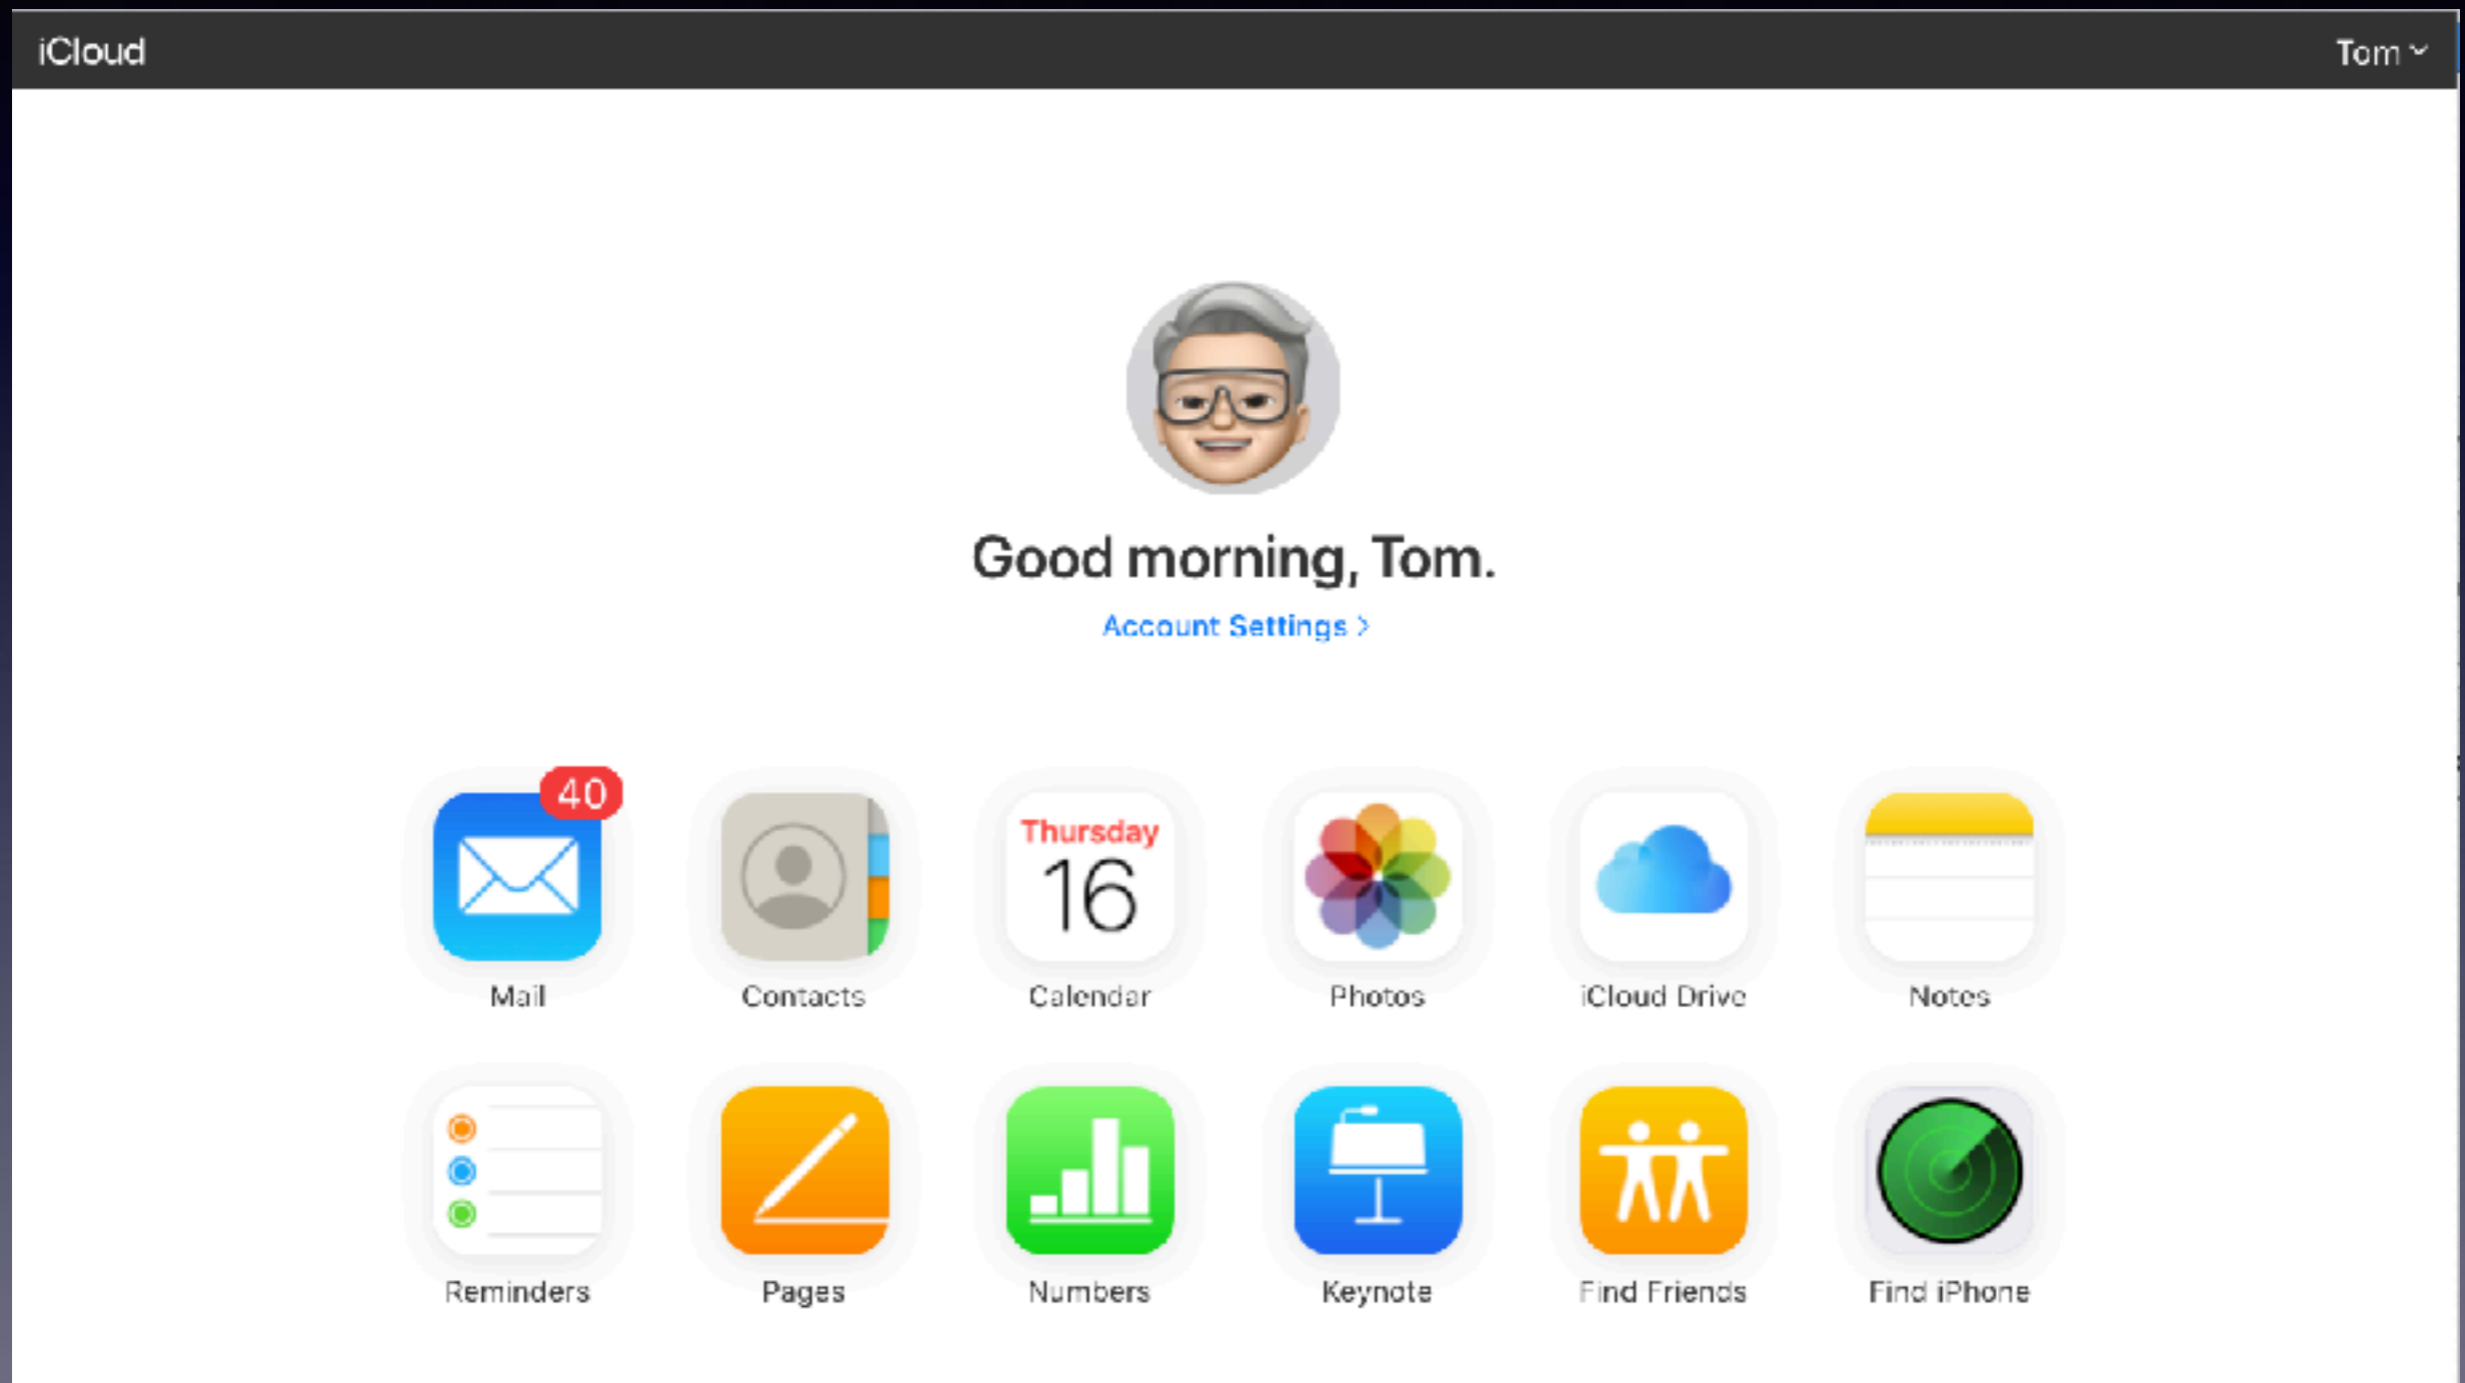 iCloud
Tom
Good morning, Tom.
Account Settings >
40
Thursday
16
Mail
Contacts
Calendar
Photos
iCloud Drive
Notes
Reminders
Pages
Numbers
Keynote
Find Friends
Find iPhone